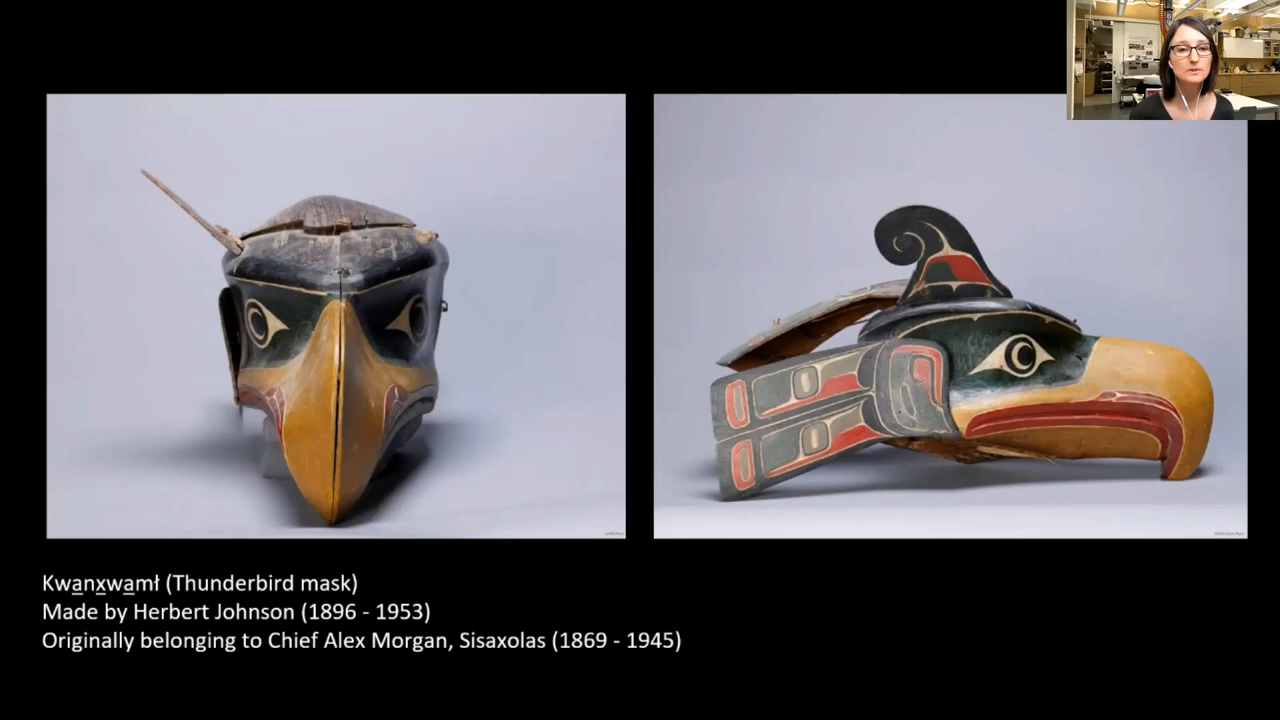 Kwa̱nx̱wa̱mł (Thunderbird mask)
Made by Herbert Johnson (1896 - 1953)
Originally belonging to Chief Alex Morgan, Sisaxolas (1869 - 1945)